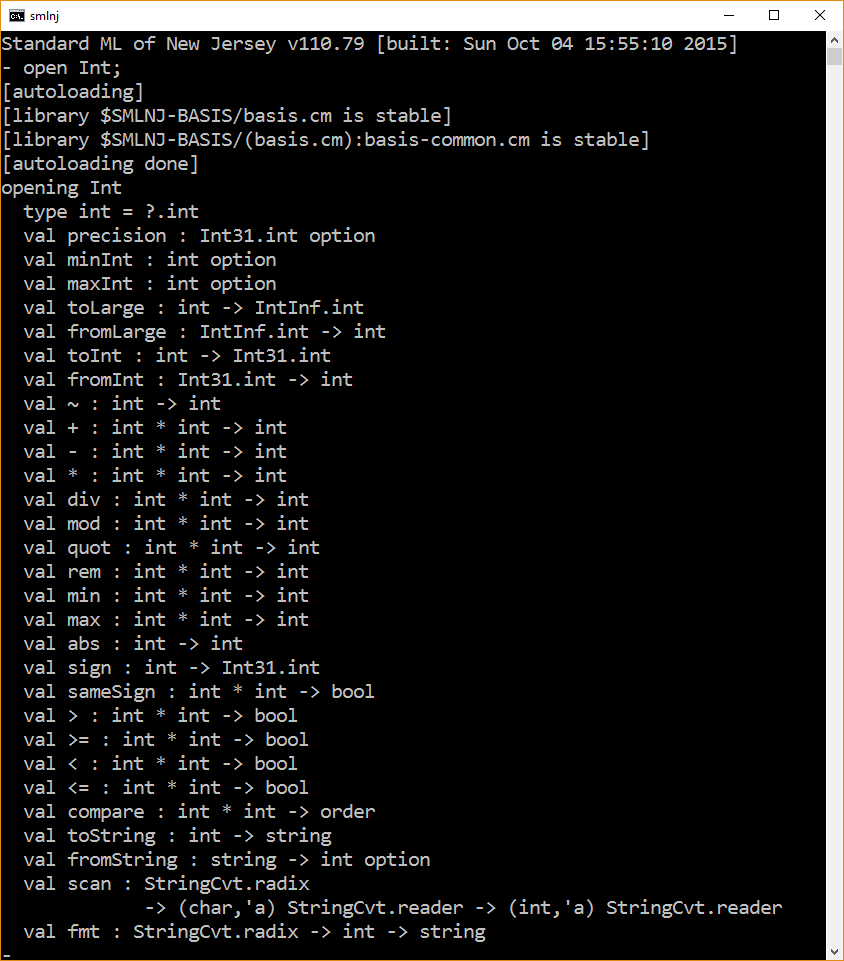 smlnj
Standard ML of New Jersey v110.79 [built: Sun Oct 04 15:55:10 2015]
- open Int;
[autoloading]
[library $SMLNJ-BASIS/basis.cm is stable]
[library $SMLNJ-BASIS/(basis.cm):basis-common.cm is stable]
[autoloading done]
opening Int
  type int = ?.int
  val precision : Int31.int option
  val minInt : int option
  val maxInt : int option
  val toLarge : int -> IntInf.int
  val fromLarge : IntInf.int -> int
  val toInt : int -> Int31.int
  val fromInt : Int31.int -> int
  val ~ : int -> int
  val + : int * int -> int
  val - : int * int -> int
  val * : int * int -> int
  val div : int * int -> int
  val mod : int * int -> int
  val quot : int * int -> int
  val rem : int * int -> int
  val min : int * int -> int
  val max : int * int -> int
  val abs : int -> int
  val sign : int -> Int31.int
  val sameSign : int * int -> bool
  val > : int * int -> bool
  val >= : int * int -> bool
  val < : int * int -> bool
  val <= : int * int -> bool
  val compare : int * int -> order
  val toString : int -> string
  val fromString : string -> int option
  val scan : StringCvt.radix
             -> (char,'a) StringCvt.reader -> (int,'a) StringCvt.reader
  val fmt : StringCvt.radix -> int -> string
-